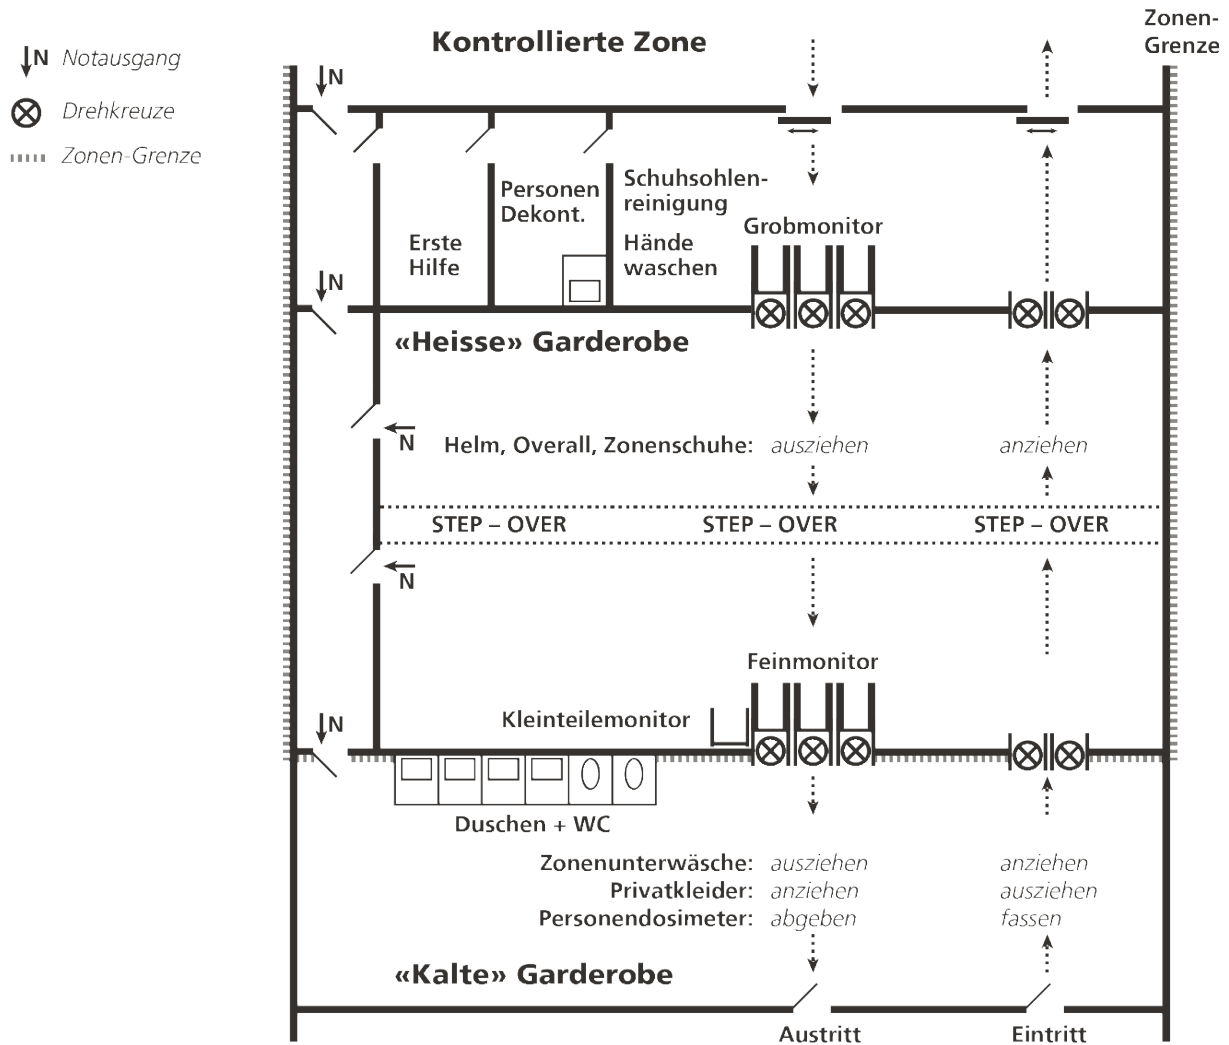 Zonen-
Grenze
Kontrollierte Zone
N Notausgang
Drehkreuze
Zonen-Grenze
N
Personen
Dekont.
Schuhsohlen-
reinigung
Grobmonitor
Erste
Hilfe
Hände
waschen
N
«Heisse» Garderobe
N
Helm, Overall, Zonenschuhe: ausziehen anziehen
STEP – OVER STEP – OVER STEP – OVER
N
Feinmonitor
Kleinteilemonitor
N
Duschen + WC
Zonenunterwäsche: ausziehen anziehen
Privatkleider: anziehen ausziehen
Personendosimeter: abgeben fassen
«Kalte» Garderobe
Austritt Eintritt